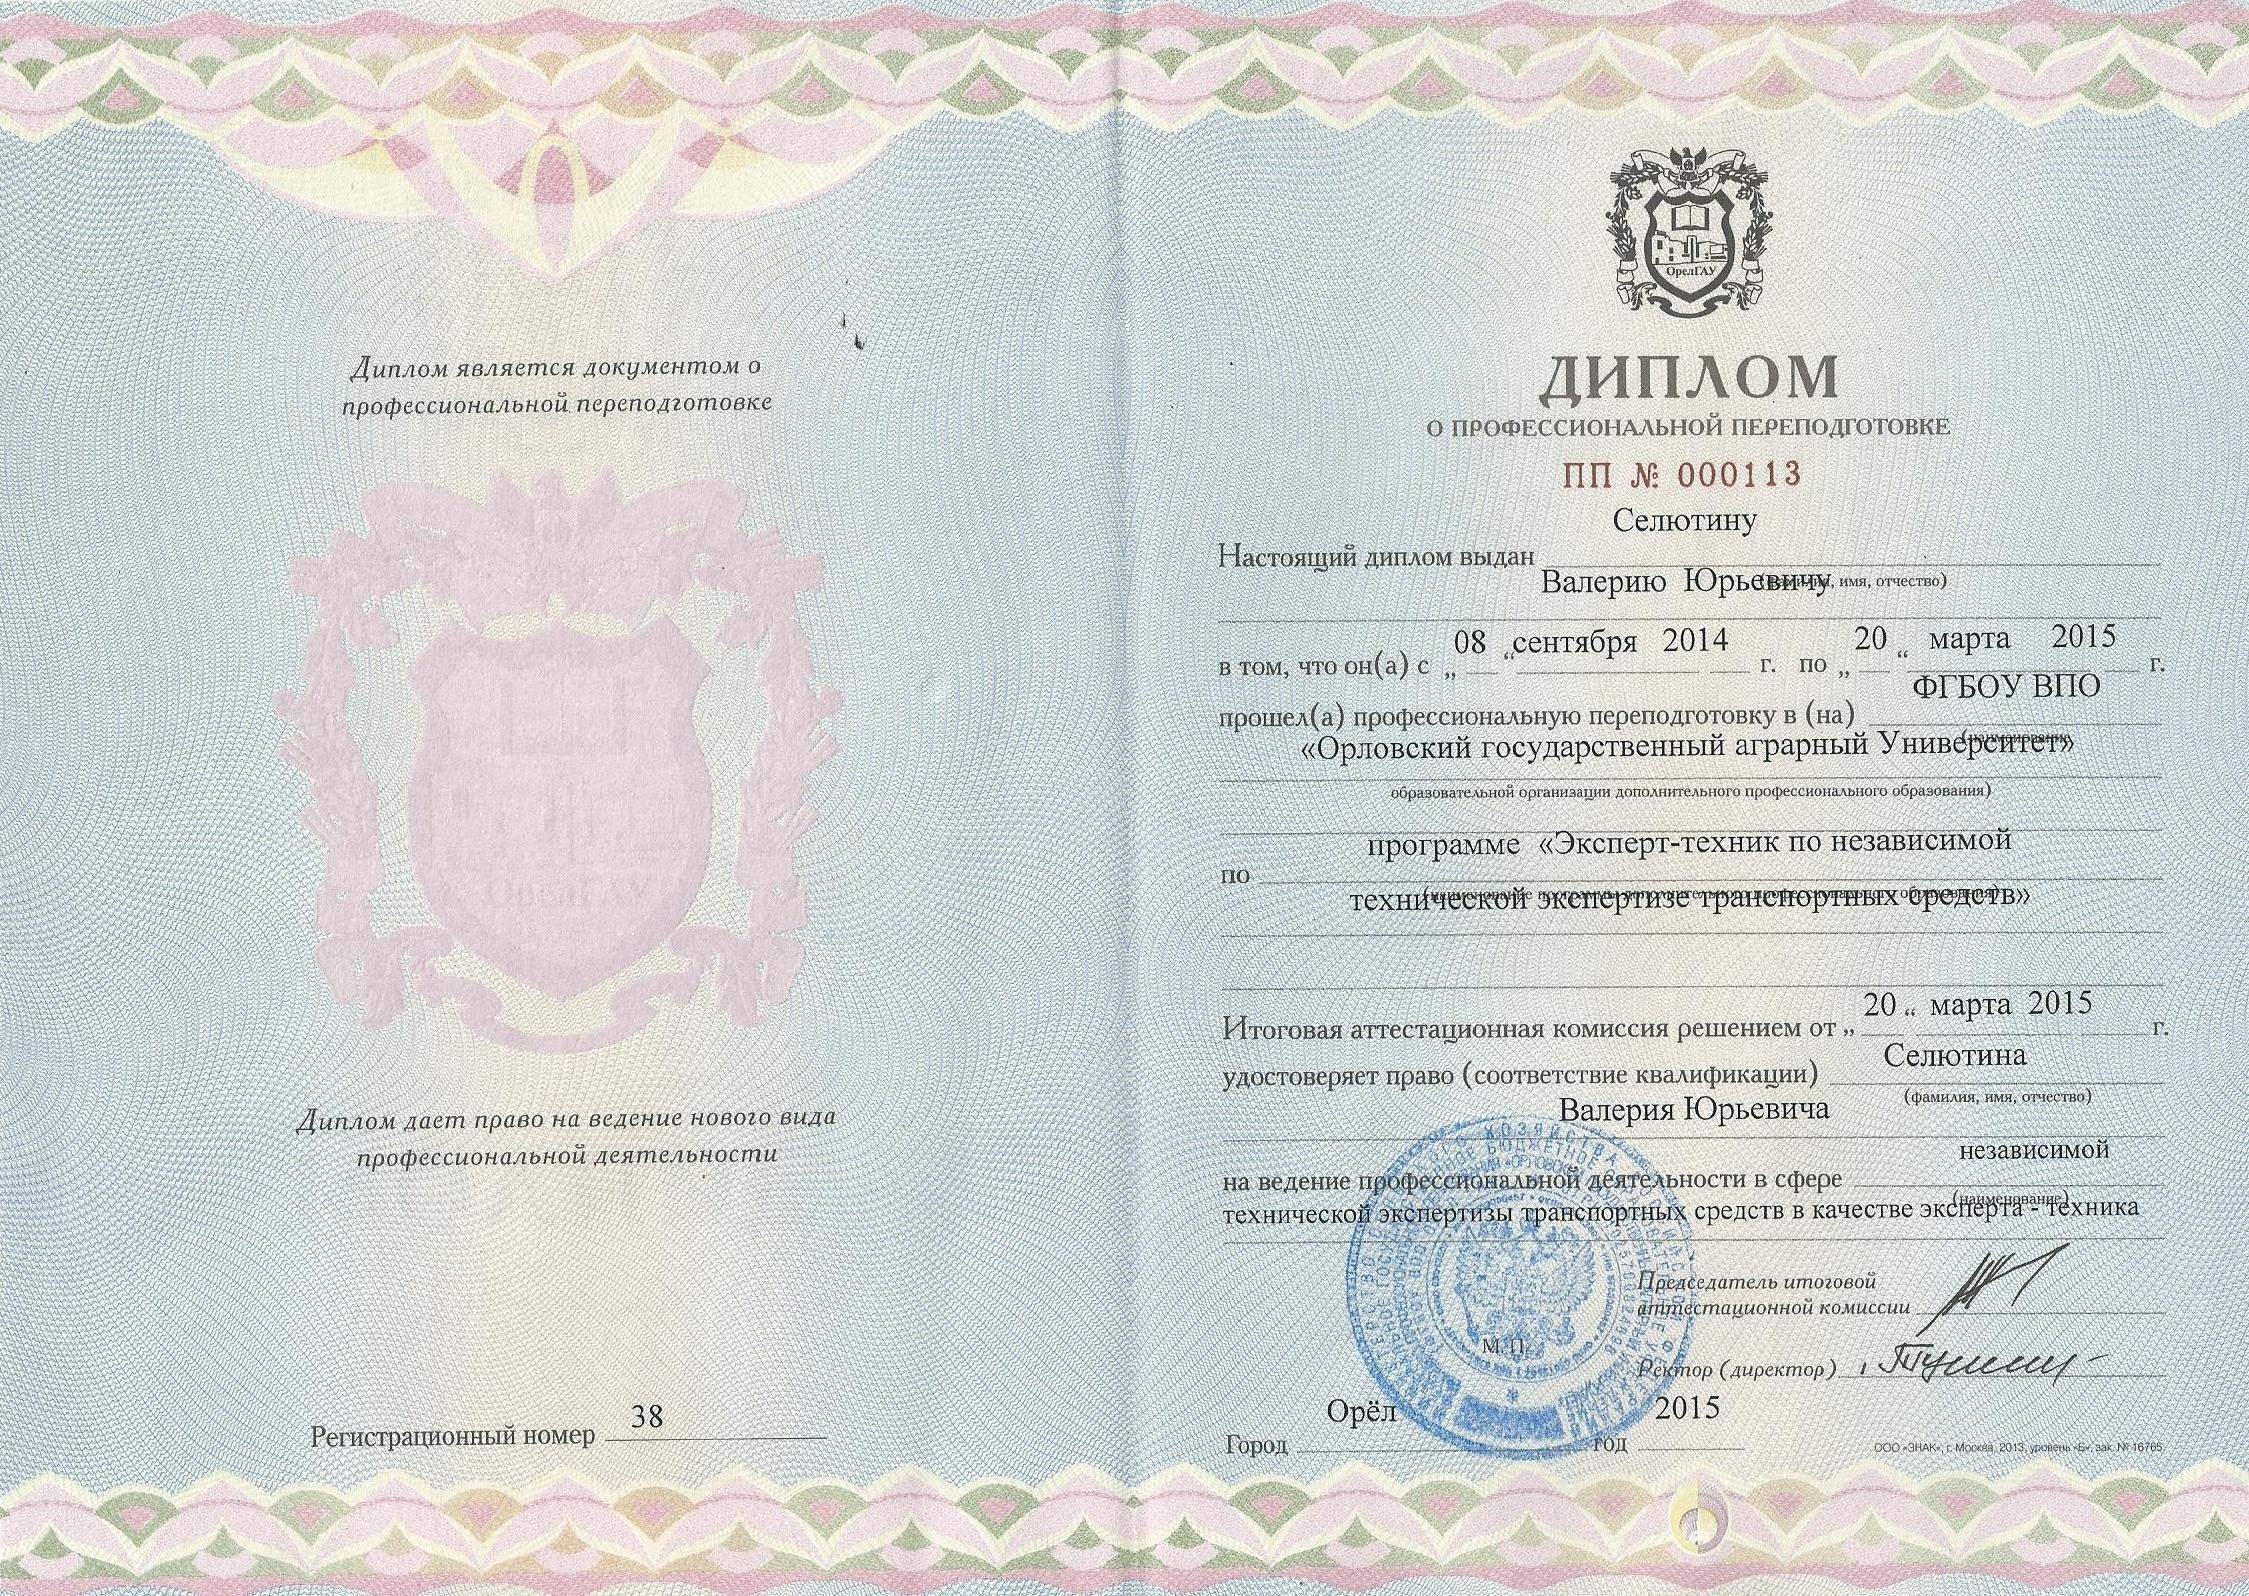 Диплом является документом о
профессиональной переподготовке
ОрелГАУ
Диплом дает право на ведение нового вида
профессиональной деятельности
Регистрационный номер 38
ОрелГАУ
ДИПЛОМ
О ПРОФЕССИОНАЛЬНОЙ ПЕРЕПОДГОТОВКЕ
ПП № 000113
Селютину
Настоящий диплом выдан
Валерию Юрьевичу (фамилия, имя, отчество)
в том, что он(а) с „ 08 “ сентября 2014 г. по „ 20 “ марта 2015 г.
ФГБОУ ВПО
прошел(а) профессиональную переподготовку в (на)
(наименование
«Орловский государственный аграрный Университет»
образовательной организации дополнительного профессионального образования)
программе «Эксперт-техник по независимой
по
(наименование программы дополнительного профессионального образования)
технической экспертизе транспортных средств»
Итоговая аттестационная комиссия решением от „ 20 “ марта 2015 г.
удостоверяет право (соответствие квалификации) Селютина
(фамилия, имя, отчество)
Валерия Юрьевича
на ведение профессиональной деятельности в сфере независимой
(наименование)
технической экспертизы транспортных средств в качестве эксперта - техника
Председатель итоговой
аттестационной комиссии
М.П.
Ректор (директор)
Город Орёл год 2015
ООО «ЗНАК», г. Москва, 2013, уровень «Б», зак. № 16765